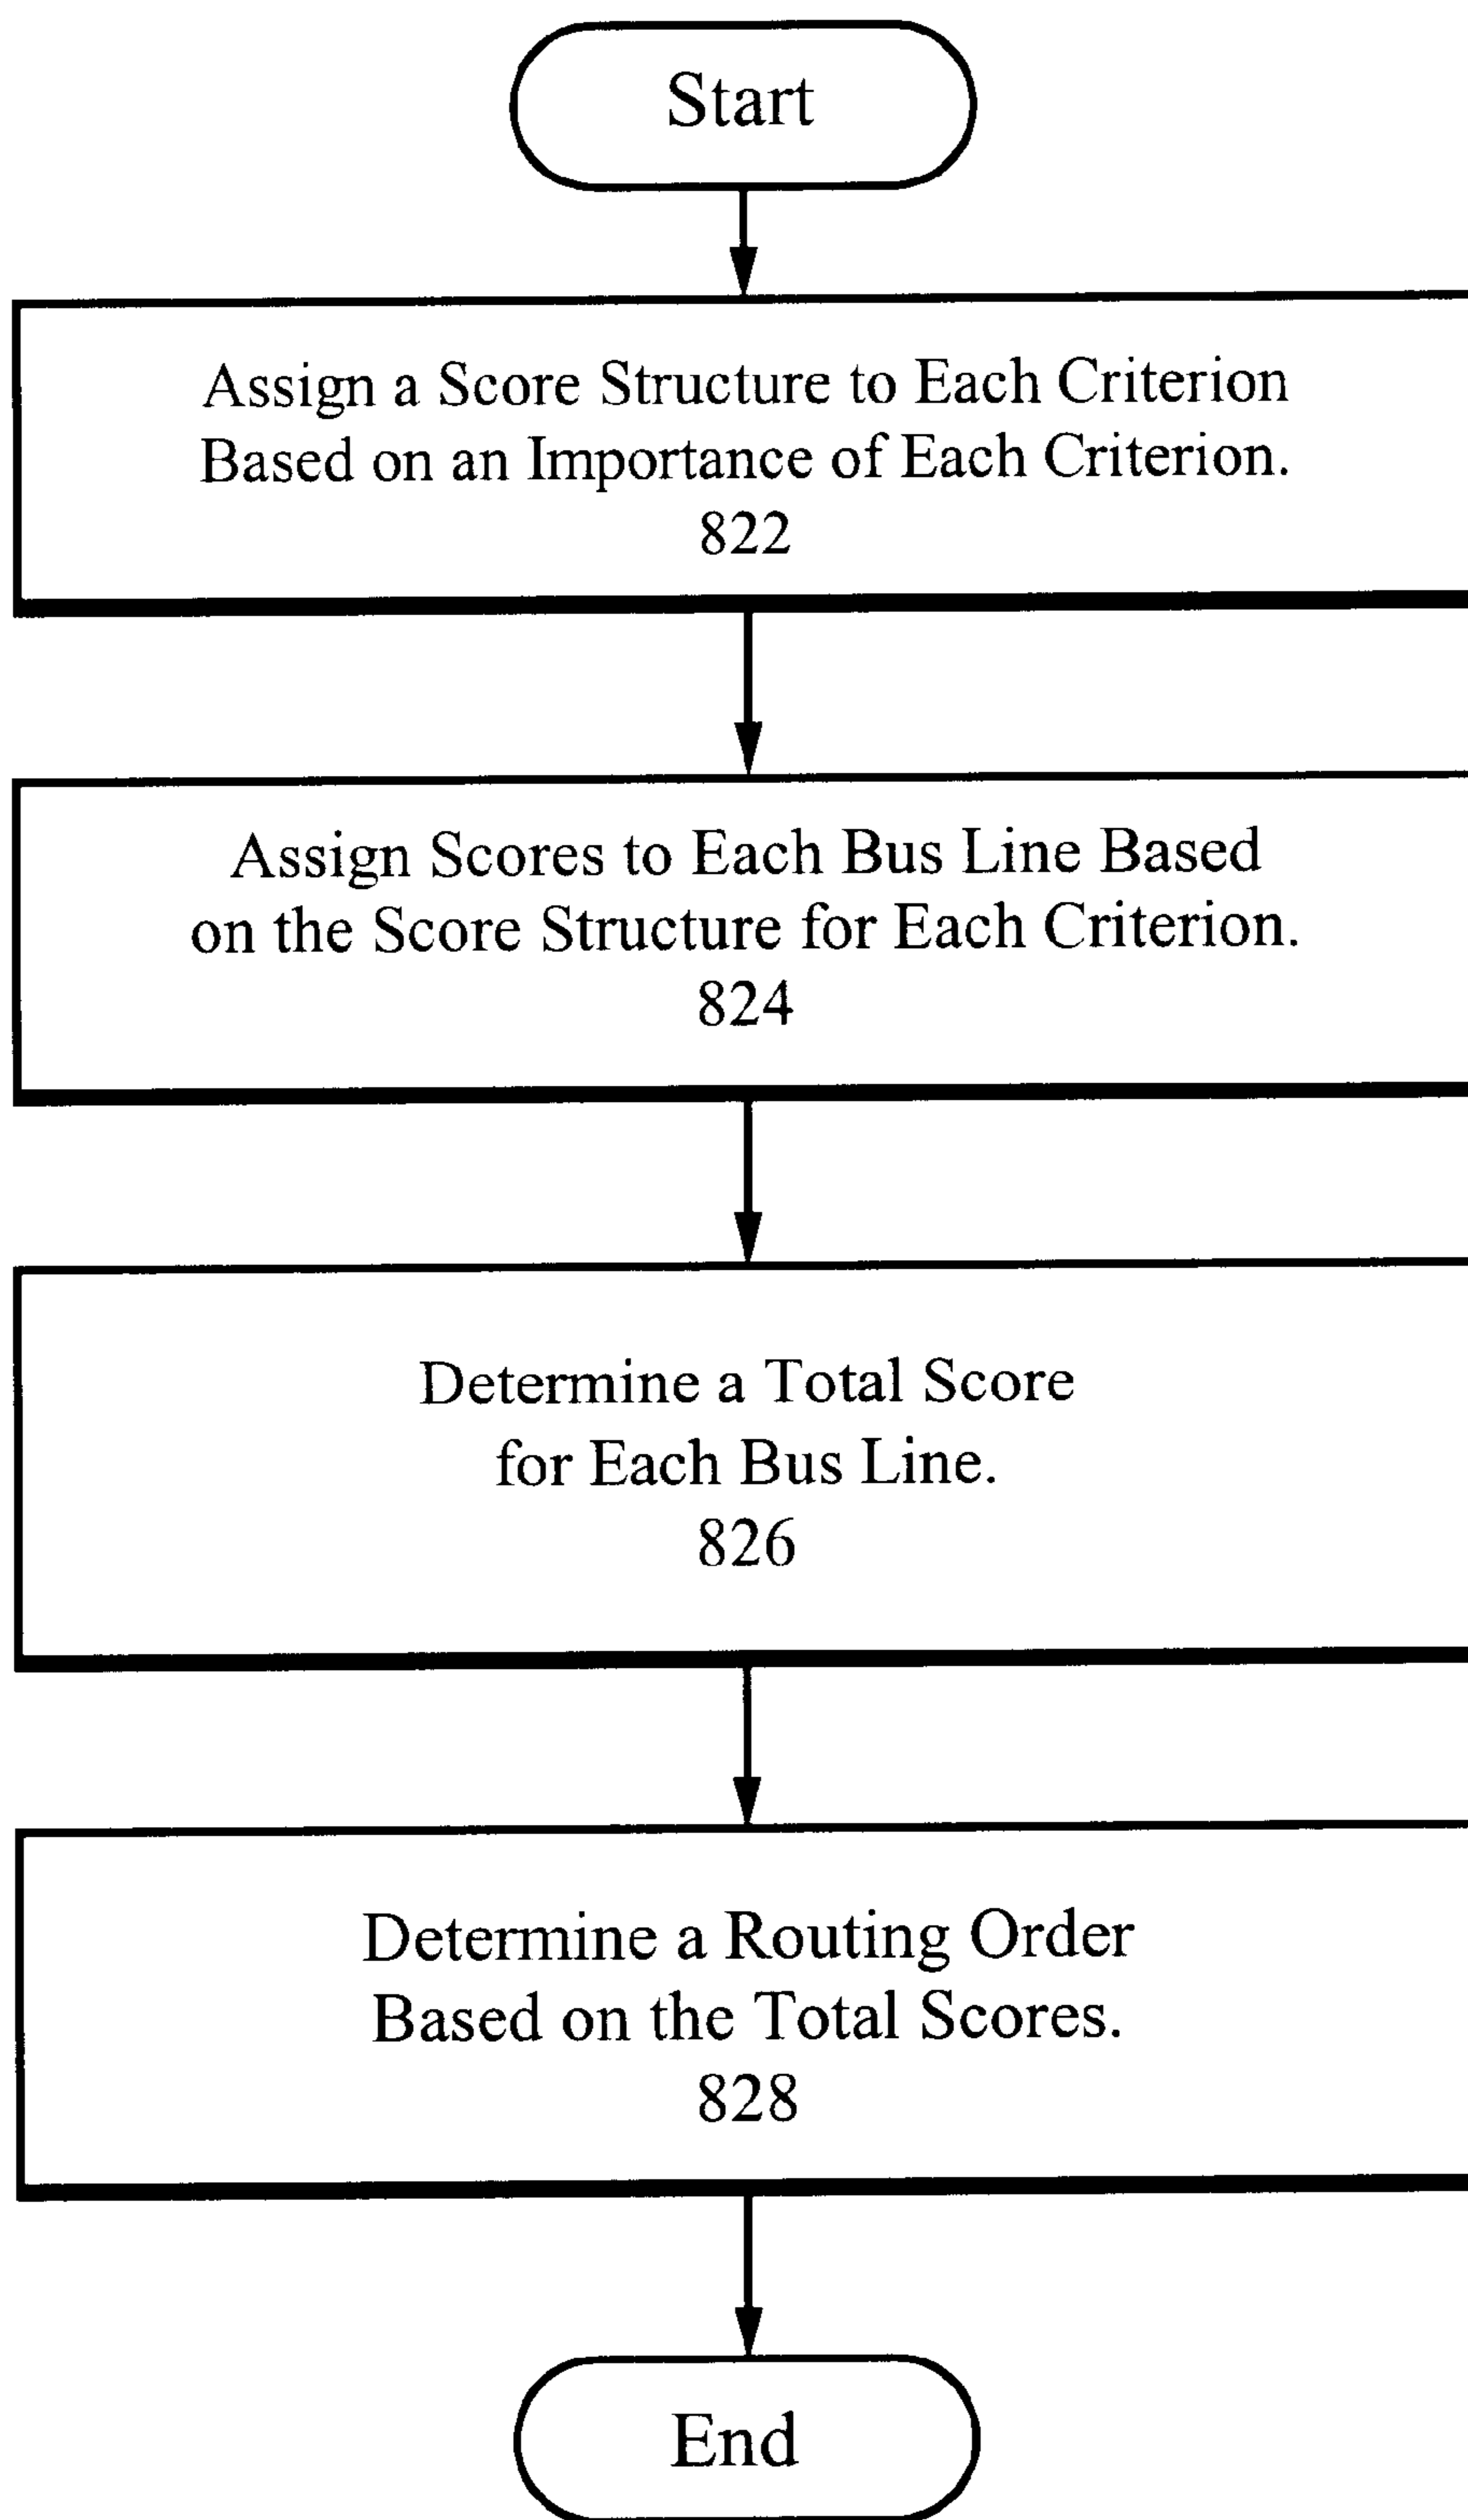 Start
Assign a Score Structure to Each Criterion
Based on an Importance of Each Criterion.
822
Assign Scores to Each Bus Line Based
on the Score Structure for Each Criterion.
824
Determine a Total Score
for Each Bus Line.
826
Determine a Routing Order
Based on the Total Scores.
828
End